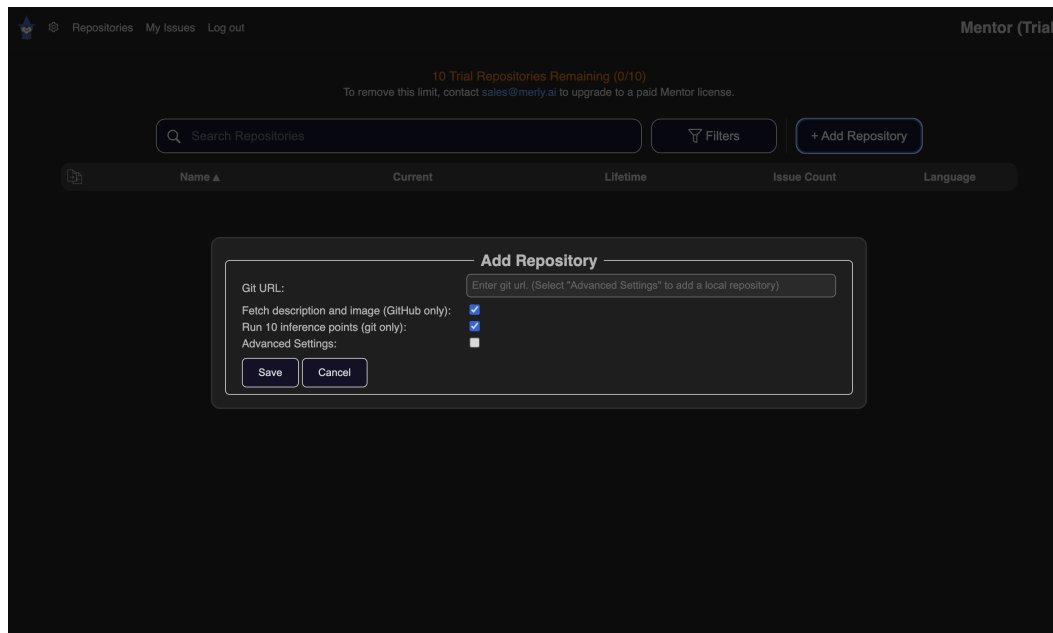 Repositories My Issues Log out Mentor (Trial
10 Trial Repositories Remaining (0/10)
To remove this limit, contact sales@merly.ai to upgrade to a paid Mentor license.
Search Repositories Filters + Add Repository
Name ▲ Current Lifetime Issue Count Language
Add Repository
Git URL: Enter git url. (Select "Advanced Settings" to add a local repository)
Fetch description and image (GitHub only):
Run 10 inference points (git only):
Advanced Settings:
Save Cancel